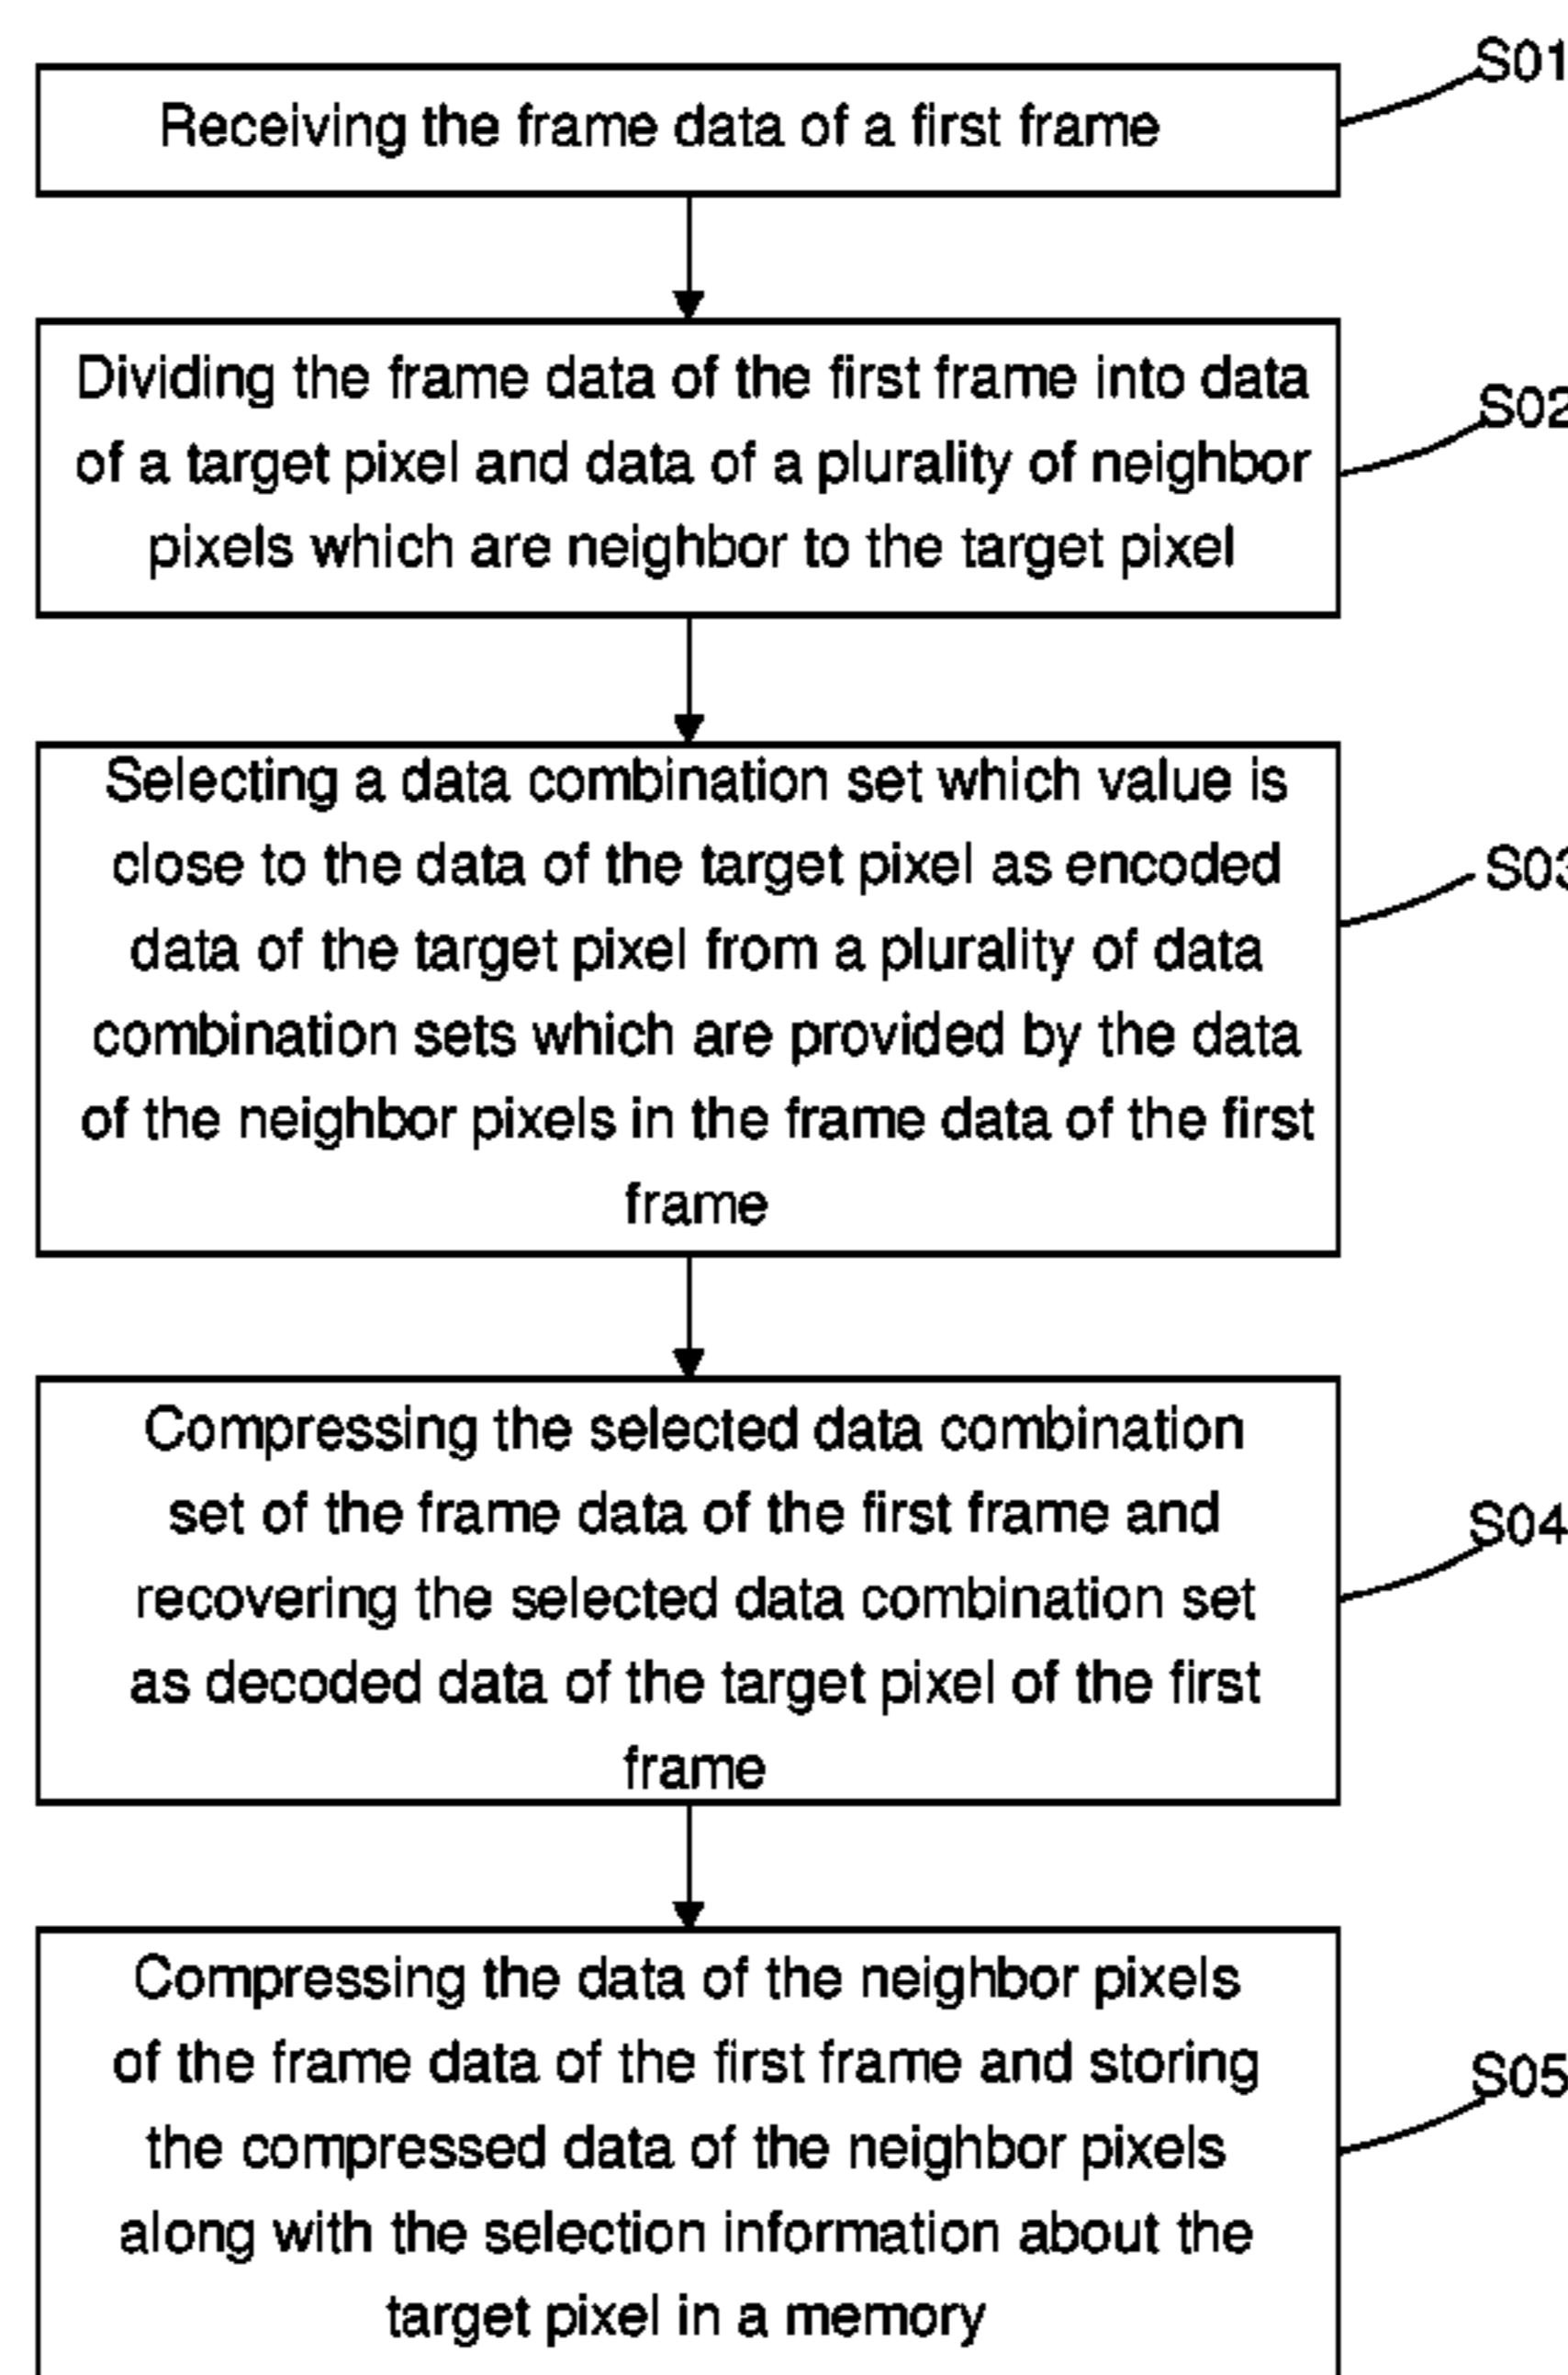 S01
Receiving the frame data of a first frame
Dividing the frame data of the first frame into data
S02
of a target pixel and data of a plurality of neighbor
pixels which are neighbor to the target pixel
Selecting a data combination set which value is
close to the data of the target pixel as encoded
S03
data of the target pixel from a plurality of data
combination sets which are provided by the data
of the neighbor pixels in the frame data of the first
frame
Compressing the selected data combination
set of the frame data of the first frame and
S04
recovering the selected data combination set
as decoded data of the target pixel of the first
frame
Compressing the data of the neighbor pixels
of the frame data of the first frame and storing
S05
the compressed data of the neighbor pixels
along with the selection information about the
target pixel in a memory